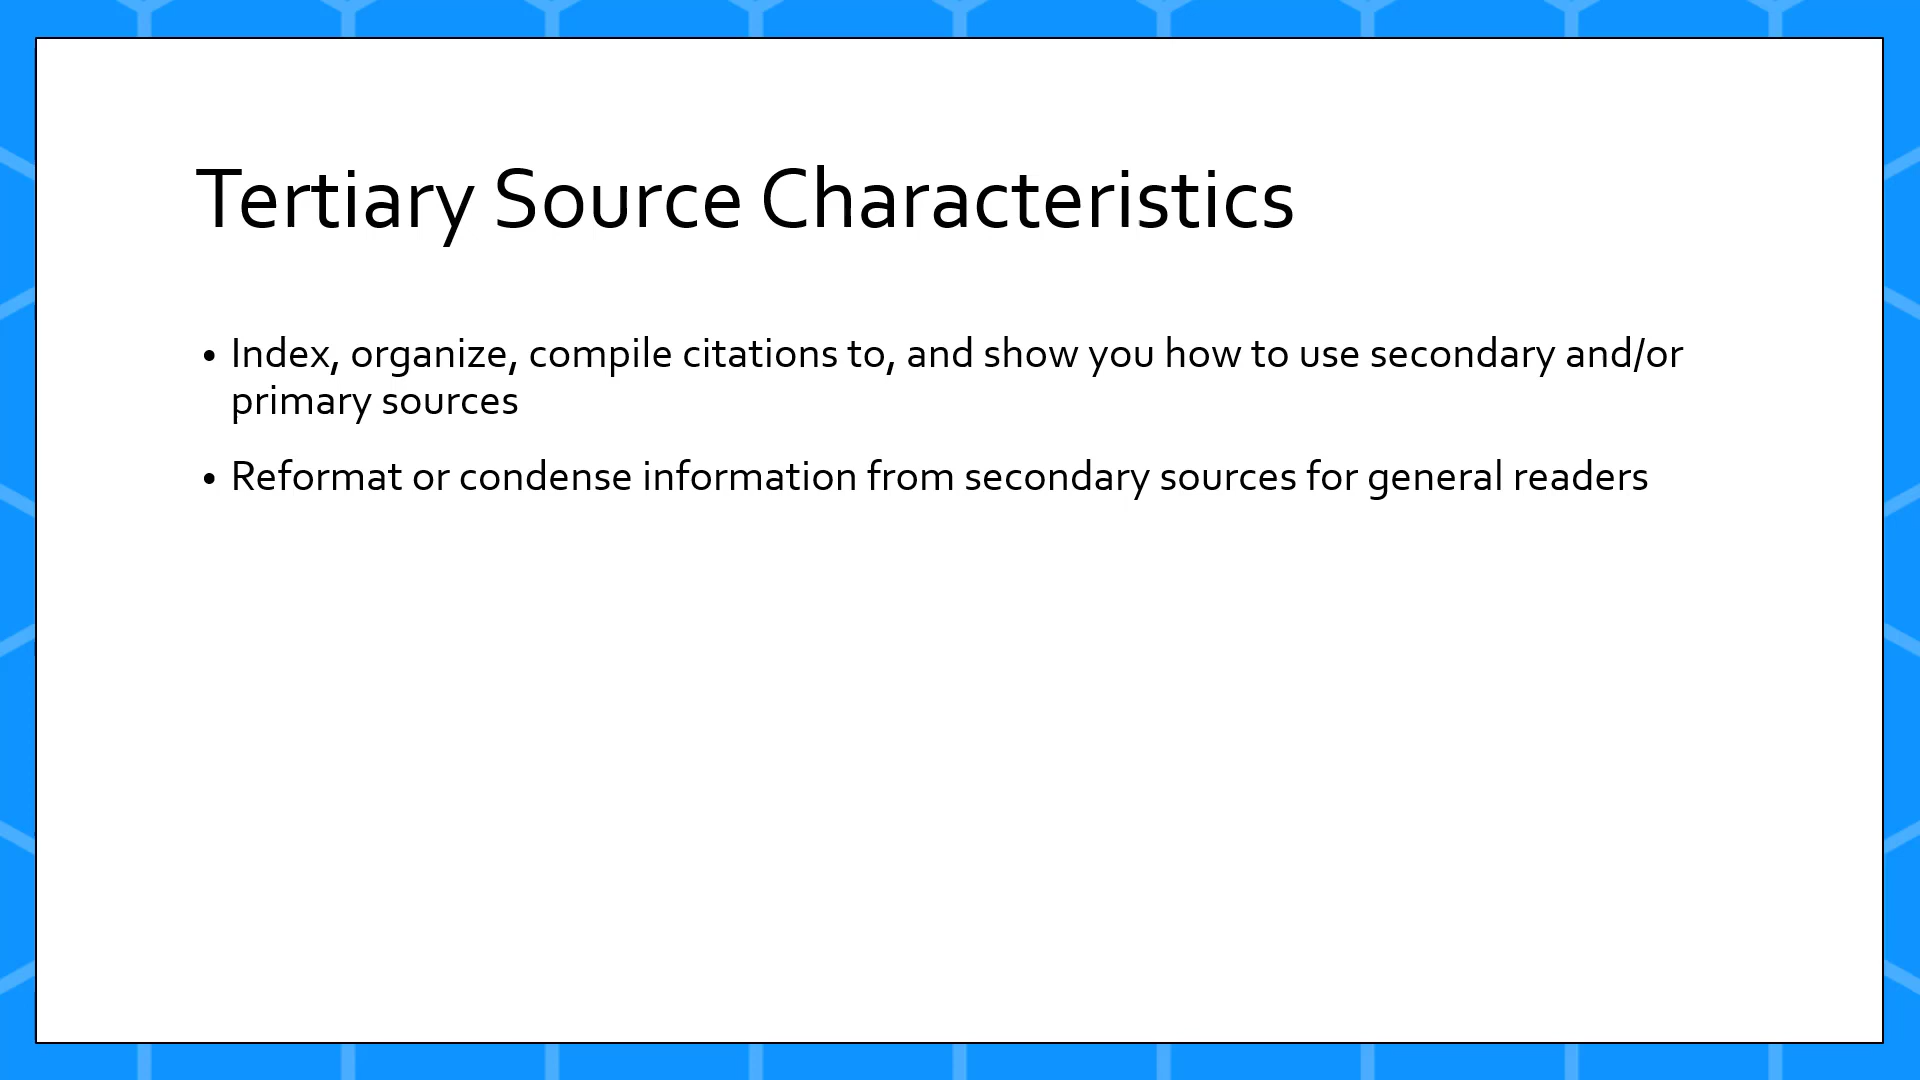 Tertiary Source Characteristics
• Index, organize, compile citations to, and show you how to use secondary and/or
primary sources
• Reformat or condense information from secondary sources for general readers